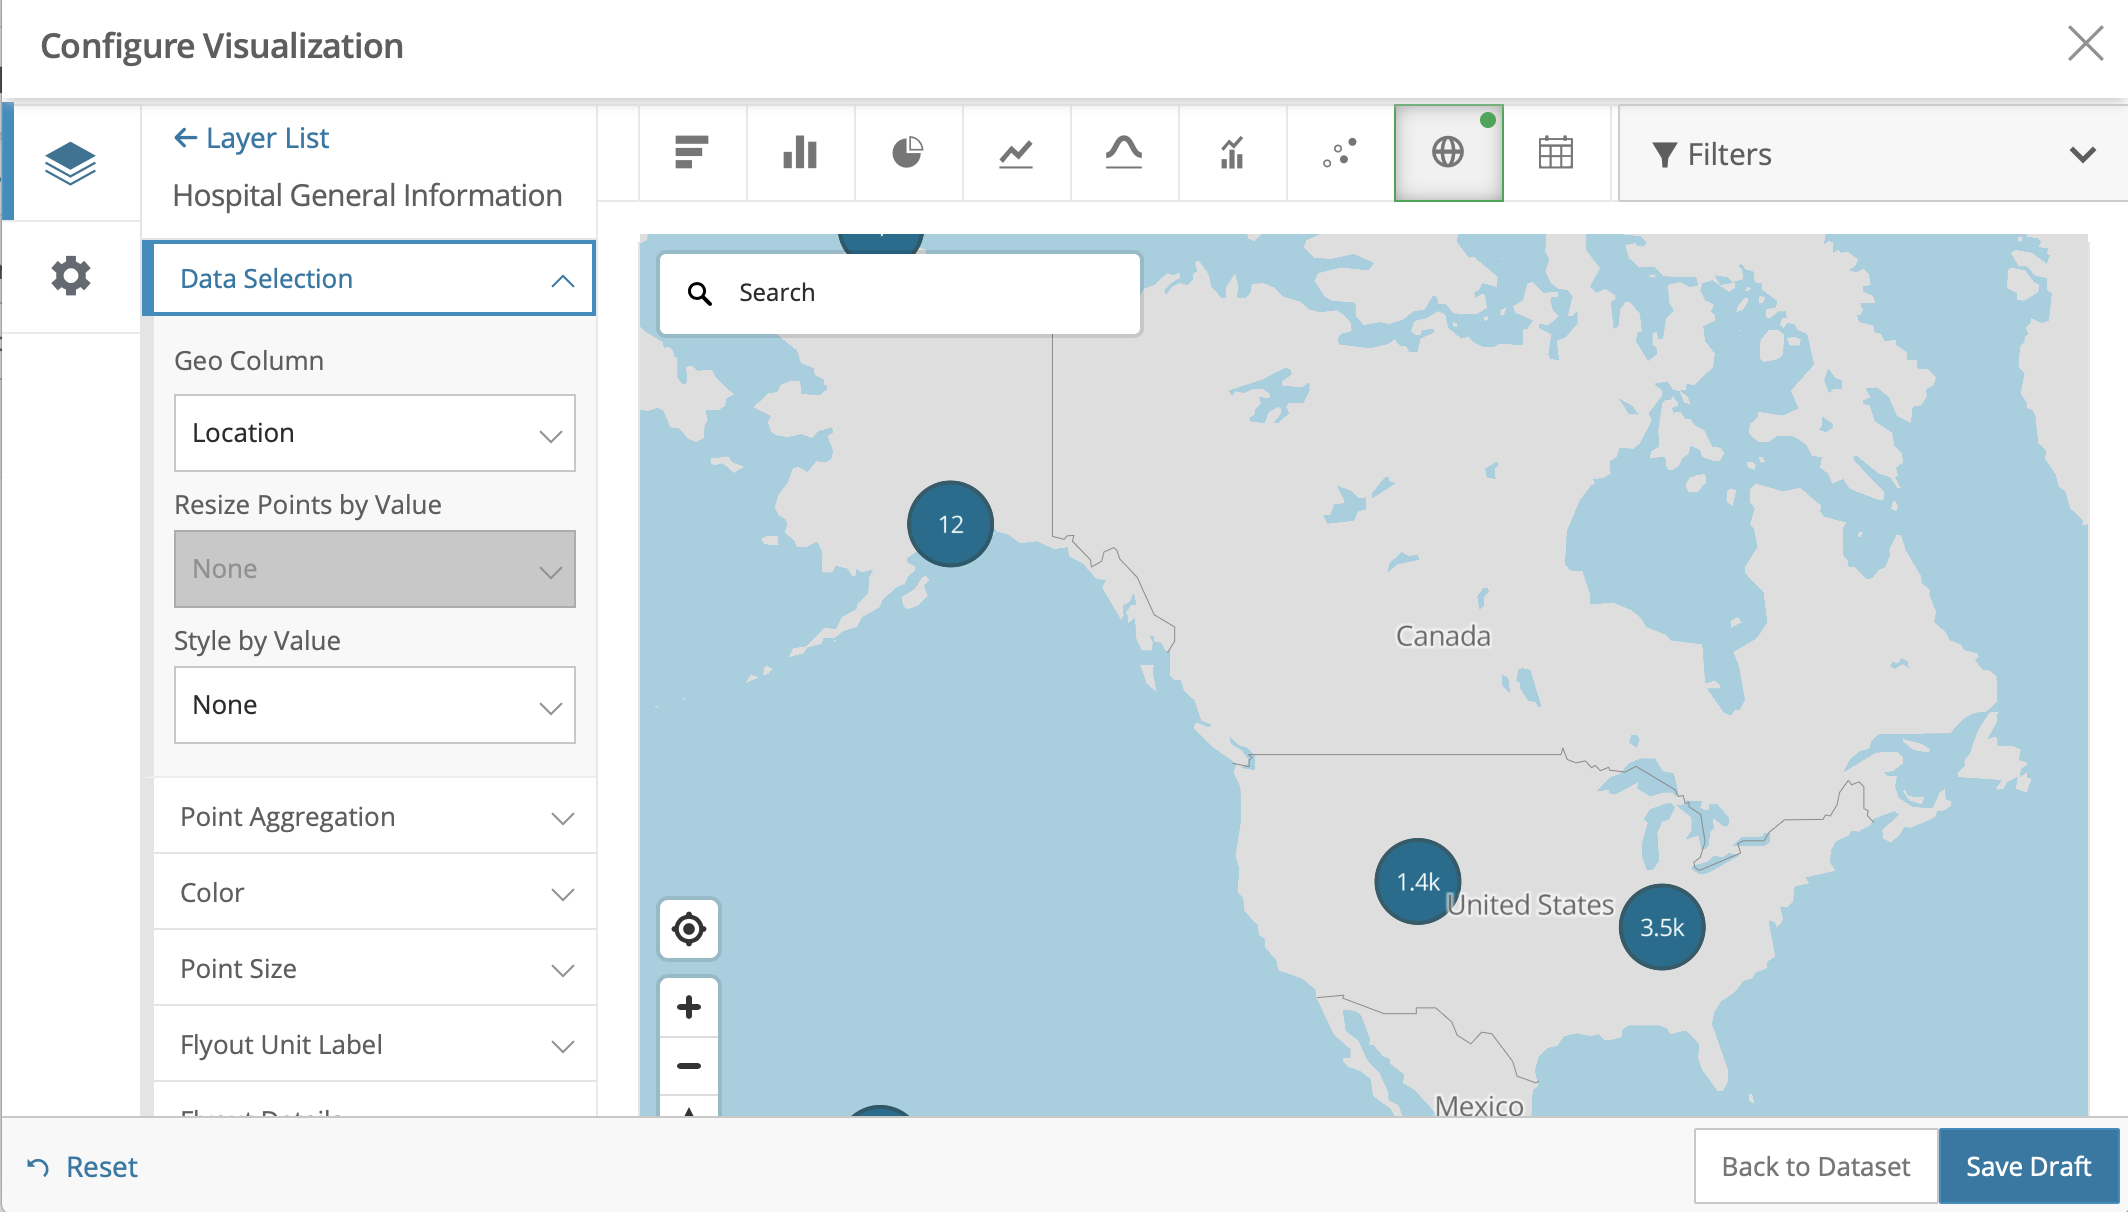 Configure Visualization
Layer List
Hospital General Information
Data Selection
Geo Column
Location
Resize Points by Value
None
Style by Value
None
Point Aggregation
Color
Point Size
Flyout Unit Label
Flyout Details
Filters
Search
12
Canada
1.4k
United States
3.5k
Mexico
Reset
Back to Dataset
Save Draft